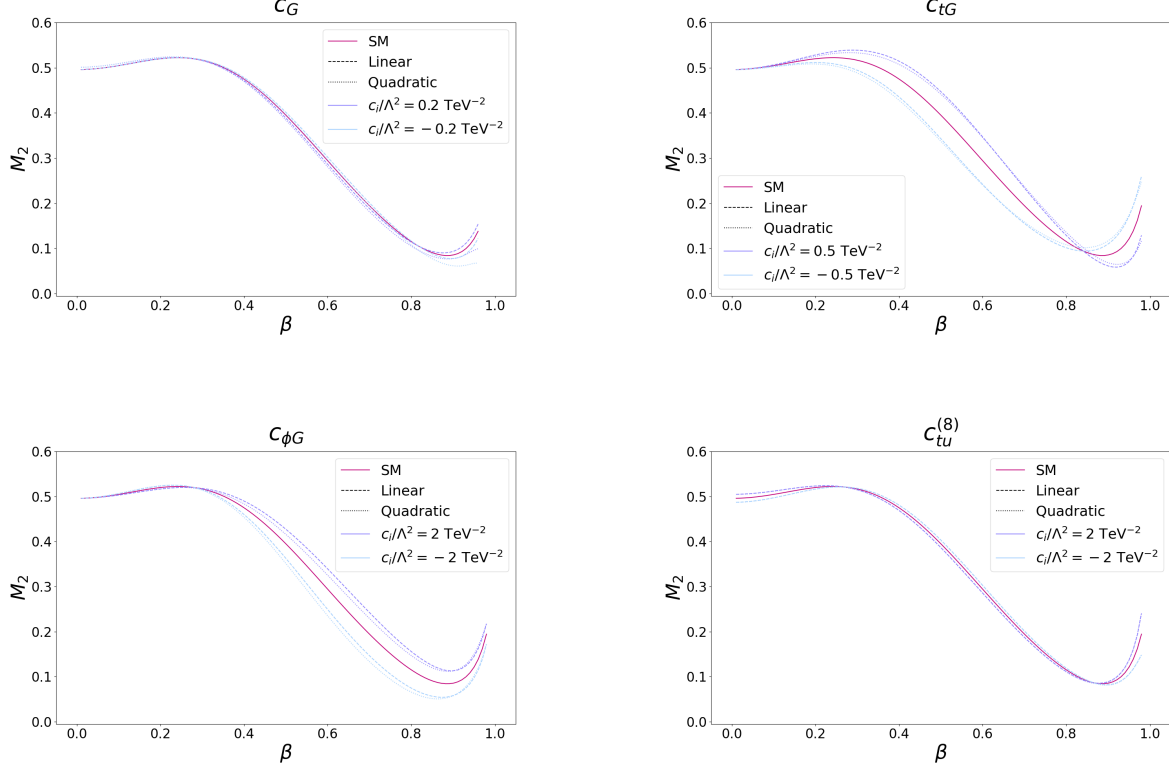 c_G
0.6
0.5
0.4
0.3
0.2
0.1
0.0
M_2
SM
Linear
Quadratic
c_i/Λ^2 = 0.2 TeV^{-2}
c_i/Λ^2 = −0.2 TeV^{-2}
0.0 0.2 0.4 0.6 0.8 1.0
β
c_{tG}
0.6
0.5
0.4
0.3
0.2
0.1
0.0
M_2
SM
Linear
Quadratic
c_i/Λ^2 = 0.5 TeV^{-2}
c_i/Λ^2 = −0.5 TeV^{-2}
0.0 0.2 0.4 0.6 0.8 1.0
β
c_{ϕG}
0.6
0.5
0.4
0.3
0.2
0.1
0.0
M_2
SM
Linear
Quadratic
c_i/Λ^2 = 2 TeV^{-2}
c_i/Λ^2 = −2 TeV^{-2}
0.0 0.2 0.4 0.6 0.8 1.0
β
c_{tu}^{(8)}
0.6
0.5
0.4
0.3
0.2
0.1
0.0
M_2
SM
Linear
Quadratic
c_i/Λ^2 = 2 TeV^{-2}
c_i/Λ^2 = −2 TeV^{-2}
0.0 0.2 0.4 0.6 0.8 1.0
β